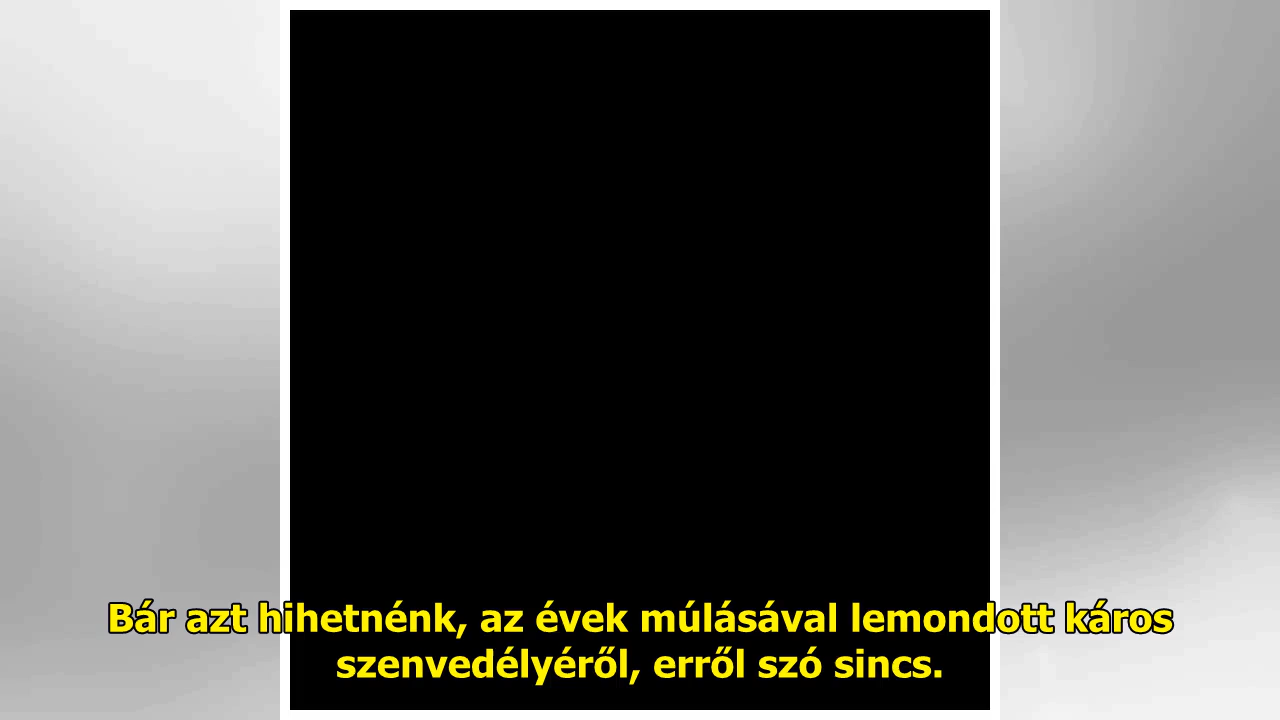 Bár azt hihetnénk, az évek múlásával lemondott káros
szenvedélyéről, erről szó sincs.